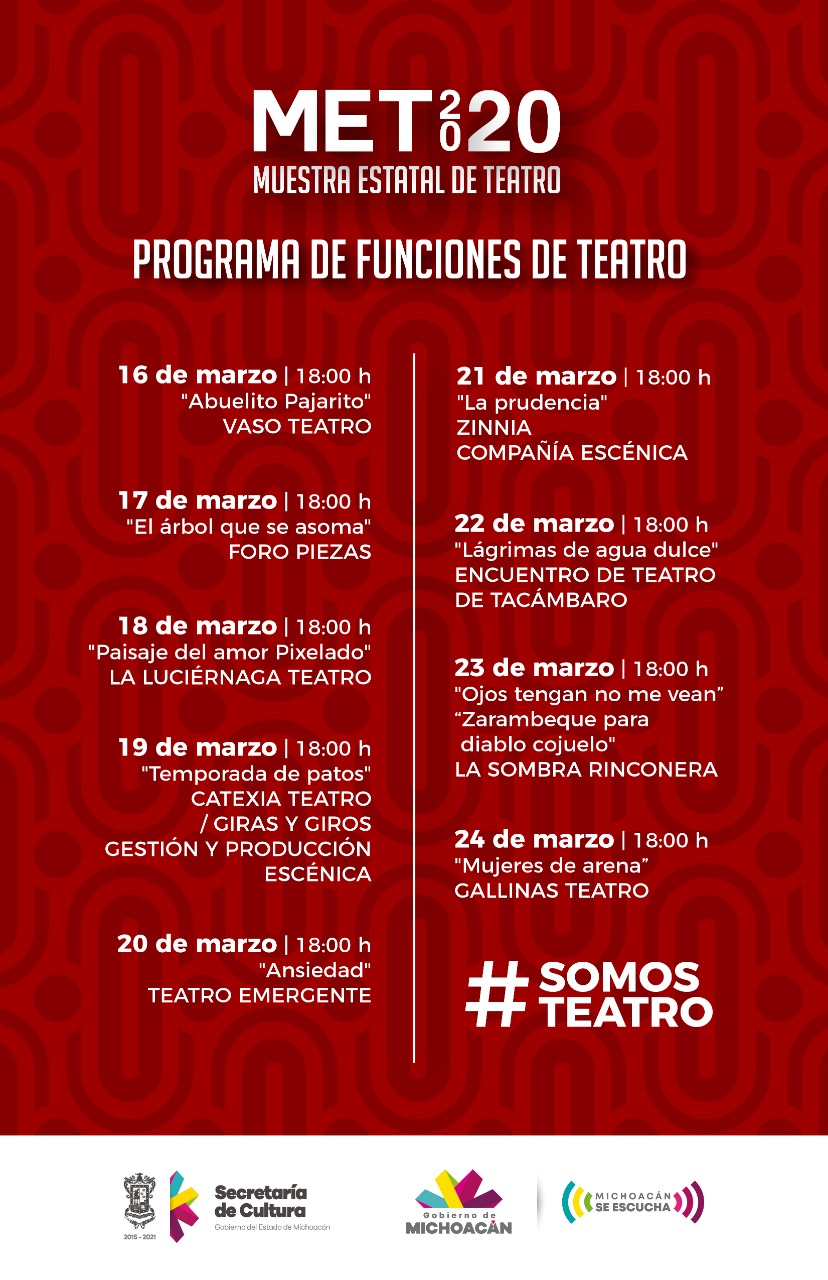 MET 2020
MUESTRA ESTATAL DE TEATRO
PROGRAMA DE FUNCIONES DE TEATRO
16 de marzo | 18:00 h
"Abuelito Pajarito"
VASO TEATRO
17 de marzo | 18:00 h
"El árbol que se asoma"
FORO PIEZAS
18 de marzo | 18:00 h
"Paisaje del amor Pixelado"
LA LUCIÉRNAGA TEATRO
19 de marzo | 18:00 h
"Temporada de patos"
CATEXIA TEATRO
/ GIRAS Y GIROS
GESTIÓN Y PRODUCCIÓN
ESCÉNICA
20 de marzo | 18:00 h
"Ansiedad"
TEATRO EMERGENTE
21 de marzo | 18:00 h
"La prudencia"
ZINNIA
COMPAÑÍA ESCÉNICA
22 de marzo | 18:00 h
"Lágrimas de agua dulce"
ENCUENTRO DE TEATRO
DE TACÁMBARO
23 de marzo | 18:00 h
"Ojos tengan no me vean”
“Zarambeque para
diablo cojuelo"
LA SOMBRA RINCONERA
24 de marzo | 18:00 h
"Mujeres de arena”
GALLINAS TEATRO
# SOMOS
TEATRO
2015 - 2021
Secretaría
de Cultura
Gobierno del Estado de Michoacán
Gobierno de
MICHOACÁN
MICHOACÁN
SE ESCUCHA